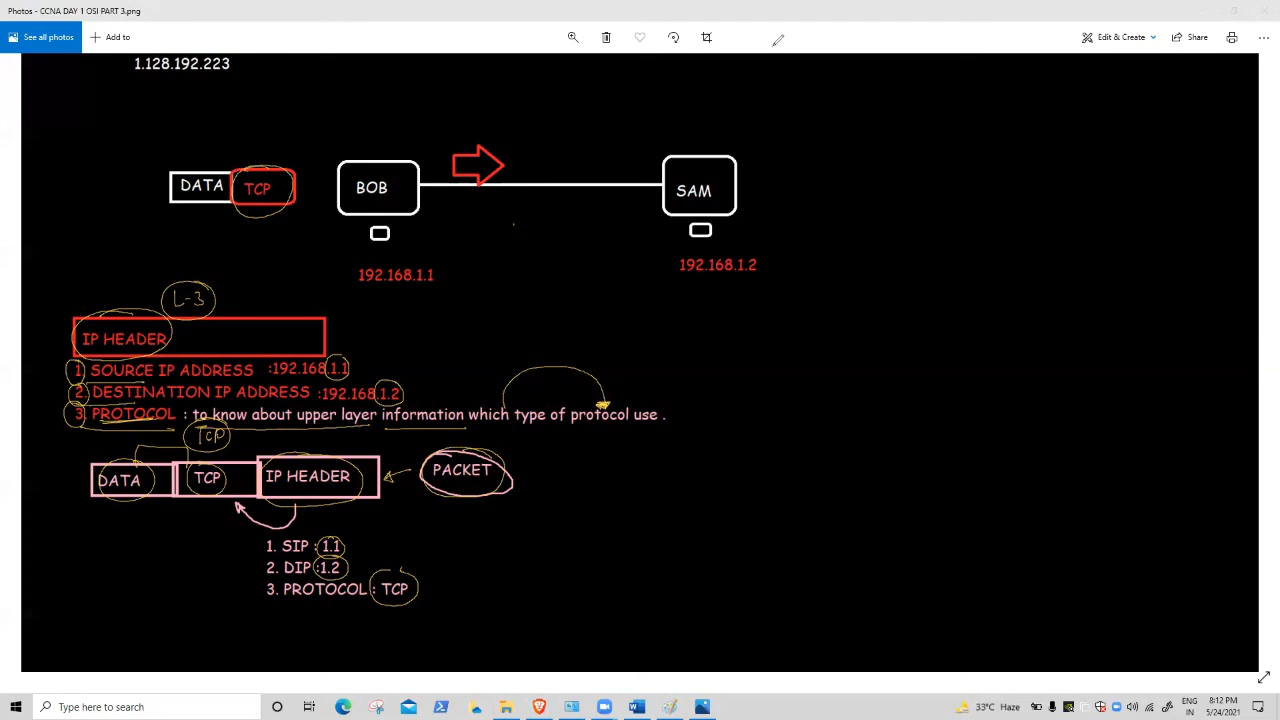 Photos - CCNA DAY 1 OSI PART 3.png
See all photos
Add to
Edit & Create
Share
1.128.192.223
DATA
TCP
BOB
SAM
192.168.1.1
192.168.1.2
L-3
IP HEADER
1. SOURCE IP ADDRESS :192.168.1.1
2. DESTINATION IP ADDRESS :192.168.1.2
3. PROTOCOL : to know about upper layer information which type of protocol use .
TCP
DATA
TCP
IP HEADER
PACKET
1. SIP : 1.1
2. DIP :1.2
3. PROTOCOL : TCP
Type here to search
33°C Haze
ENG
IN
8:12 PM
5/24/2021